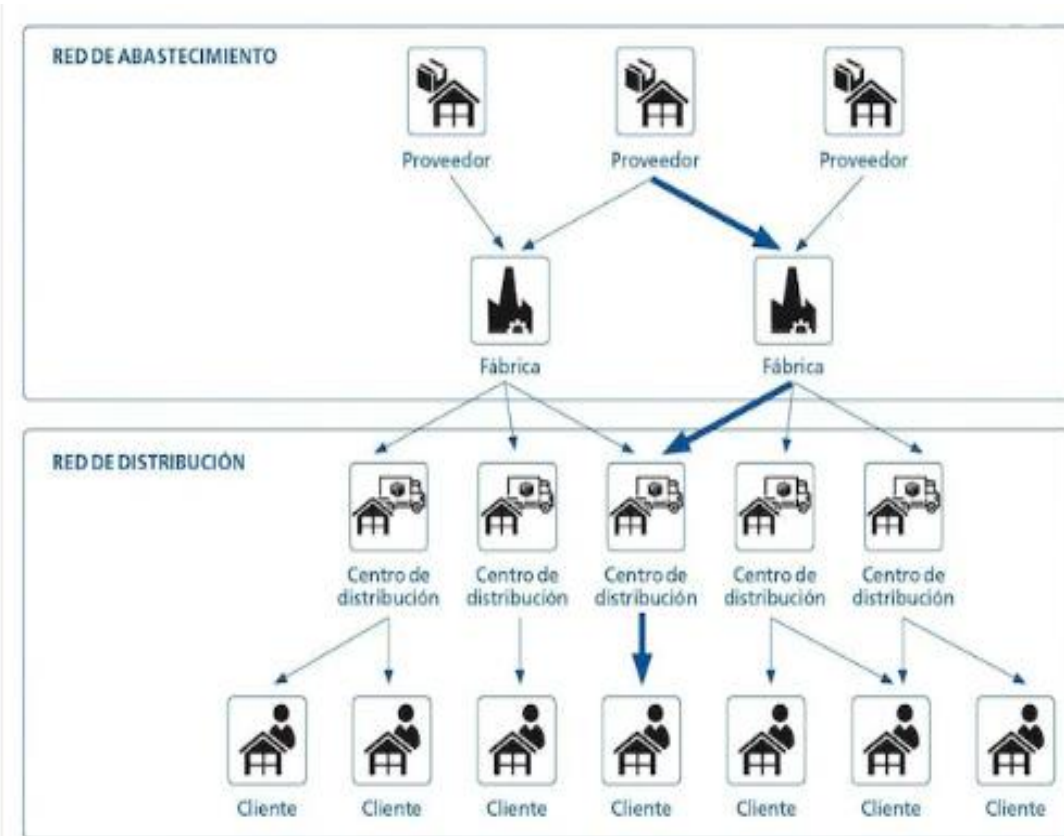 RED DE ABASTECIMIENTO
Proveedor
Proveedor
Proveedor
Fábrica
Fábrica
RED DE DISTRIBUCIÓN
Centro de
distribución
Centro de
distribución
Centro de
distribución
Centro de
distribución
Centro de
distribución
Cliente
Cliente
Cliente
Cliente
Cliente
Cliente
Cliente